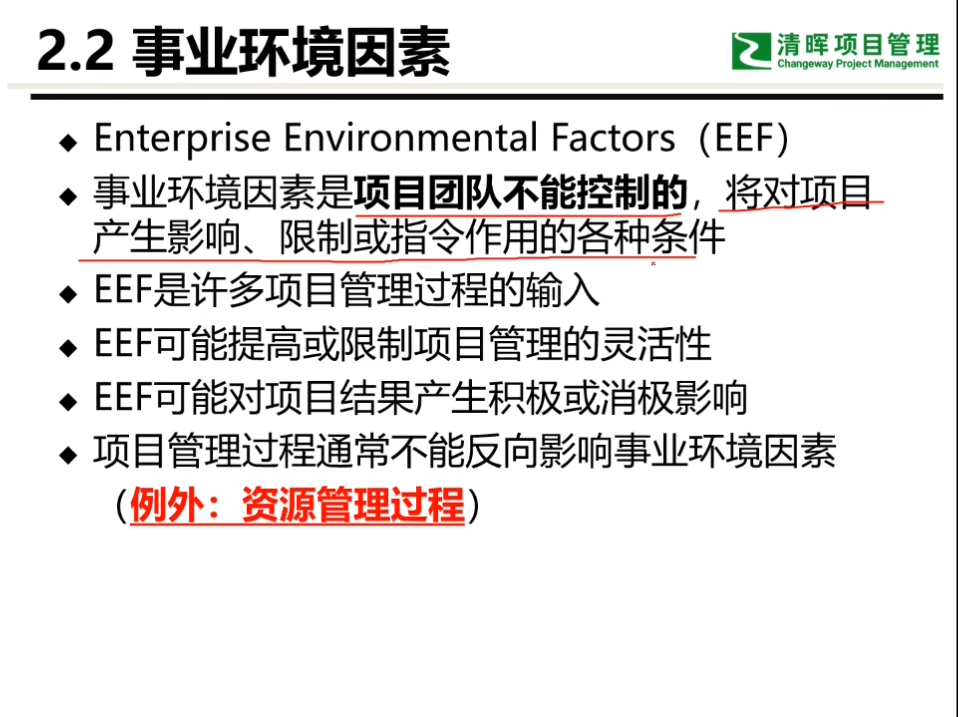 2.2 事业环境因素
清晖项目管理
Changeway Project Management
◆ Enterprise Environmental Factors（EEF）
◆ 事业环境因素是项目团队不能控制的，将对项目
产生影响、限制或指令作用的各种条件
◆ EEF是许多项目管理过程的输入
◆ EEF可能提高或限制项目管理的灵活性
◆ EEF可能对项目结果产生积极或消极影响
◆ 项目管理过程通常不能反向影响事业环境因素
（例外：资源管理过程）